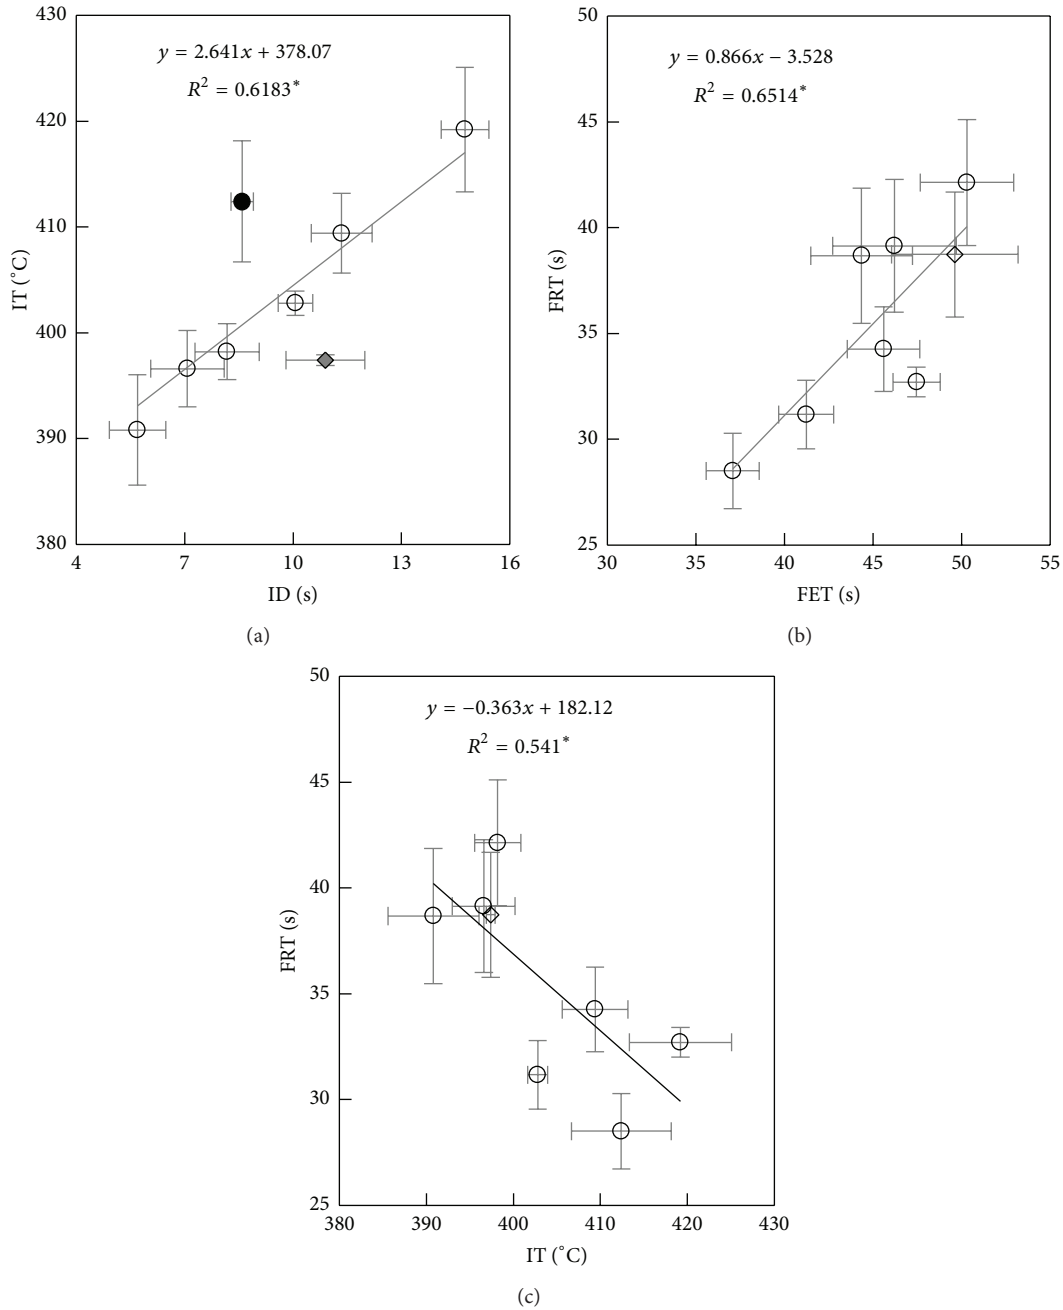 y = 2.641x + 378.07
R² = 0.6183*
430
420
410
400
390
380
IT (°C)
4
7
10
13
16
ID (s)
(a)
y = 0.866x − 3.528
R² = 0.6514*
50
45
40
35
30
25
FRT (s)
30
35
40
45
50
55
FET (s)
(b)
y = −0.363x + 182.12
R² = 0.541*
50
45
40
35
30
25
FRT (s)
380
390
400
410
420
430
IT (°C)
(c)